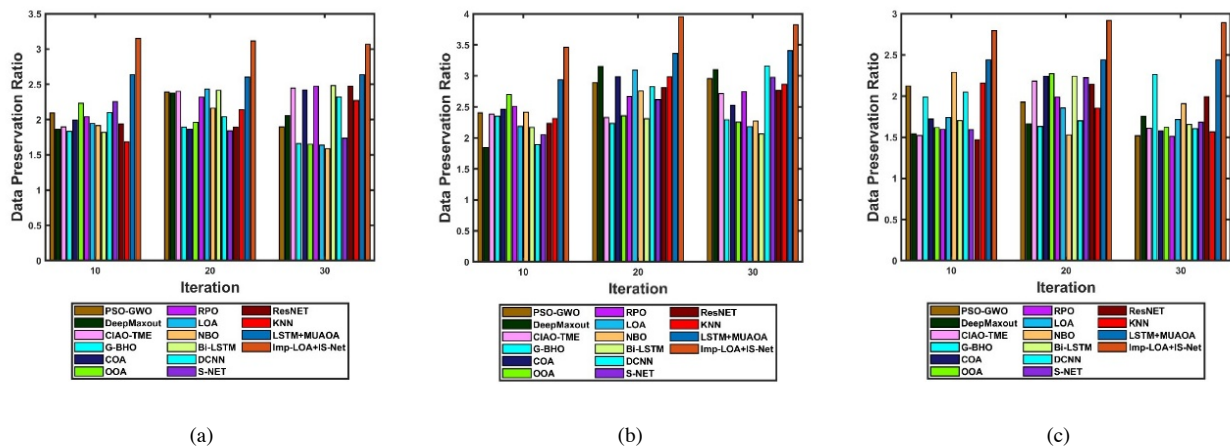 3.5
3
2.5
2
1.5
1
0.5
0
Data Preservation Ratio
10 20 30
Iteration
PSO-GWO RPO ResNET
DeepMaxout LOA KNN
CIAO-TME NBO LSTM+MUAOA
G-BHO Bi-LSTM Imp-LOA+IS-Net
COA DCNN
OOA S-NET
(a)
4
3.5
3
2.5
2
1.5
1
0.5
0
Data Preservation Ratio
10 20 30
Iteration
PSO-GWO RPO ResNET
DeepMaxout LOA KNN
CIAO-TME NBO LSTM+MUAOA
G-BHO Bi-LSTM Imp-LOA+IS-Net
COA DCNN
OOA S-NET
(b)
3
2.5
2
1.5
1
0.5
0
Data Preservation Ratio
10 20 30
Iteration
PSO-GWO RPO ResNET
DeepMaxout LOA KNN
CIAO-TME NBO LSTM+MUAOA
G-BHO Bi-LSTM Imp-LOA+IS-Net
COA DCNN
OOA S-NET
(c)